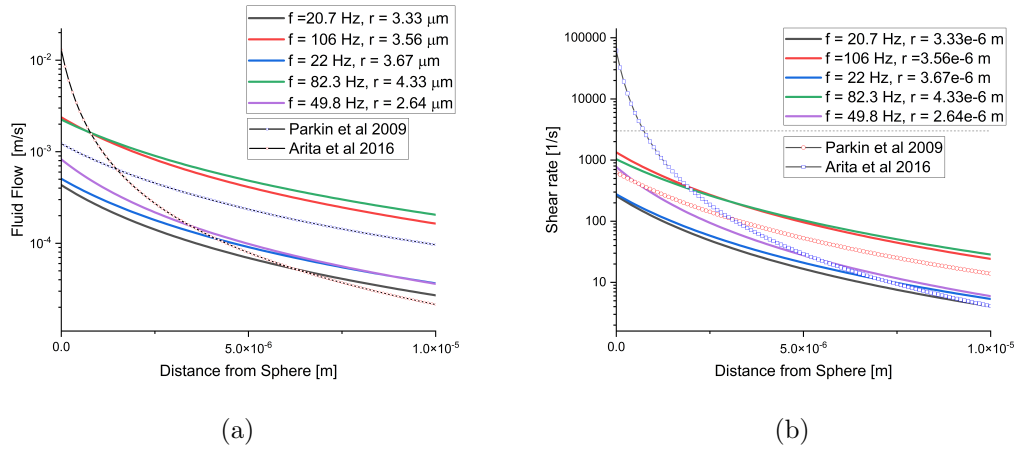 f =20.7 Hz, r = 3.33 μm
f = 106 Hz, r = 3.56 μm
f = 22 Hz, r = 3.67 μm
f = 82.3 Hz, r = 4.33 μm
f = 49.8 Hz, r = 2.64 μm
Parkin et al 2009
Arita et al 2016
10⁻²
10⁻³
10⁻⁴
Fluid Flow [m/s]
0.0
5.0×10⁻⁶
1.0×10⁻⁵
Distance from Sphere [m]
(a)
f = 20.7 Hz, r = 3.33e-6 m
f =106 Hz, r =3.56e-6 m
f = 22 Hz, r = 3.67e-6 m
f = 82.3 Hz, r = 4.33e-6 m
f = 49.8 Hz, r = 2.64e-6 m
Parkin et al 2009
Arita et al 2016
100000
10000
1000
100
10
Shear rate [1/s]
0.0
5.0×10⁻⁶
1.0×10⁻⁵
Distance from Sphere [m]
(b)